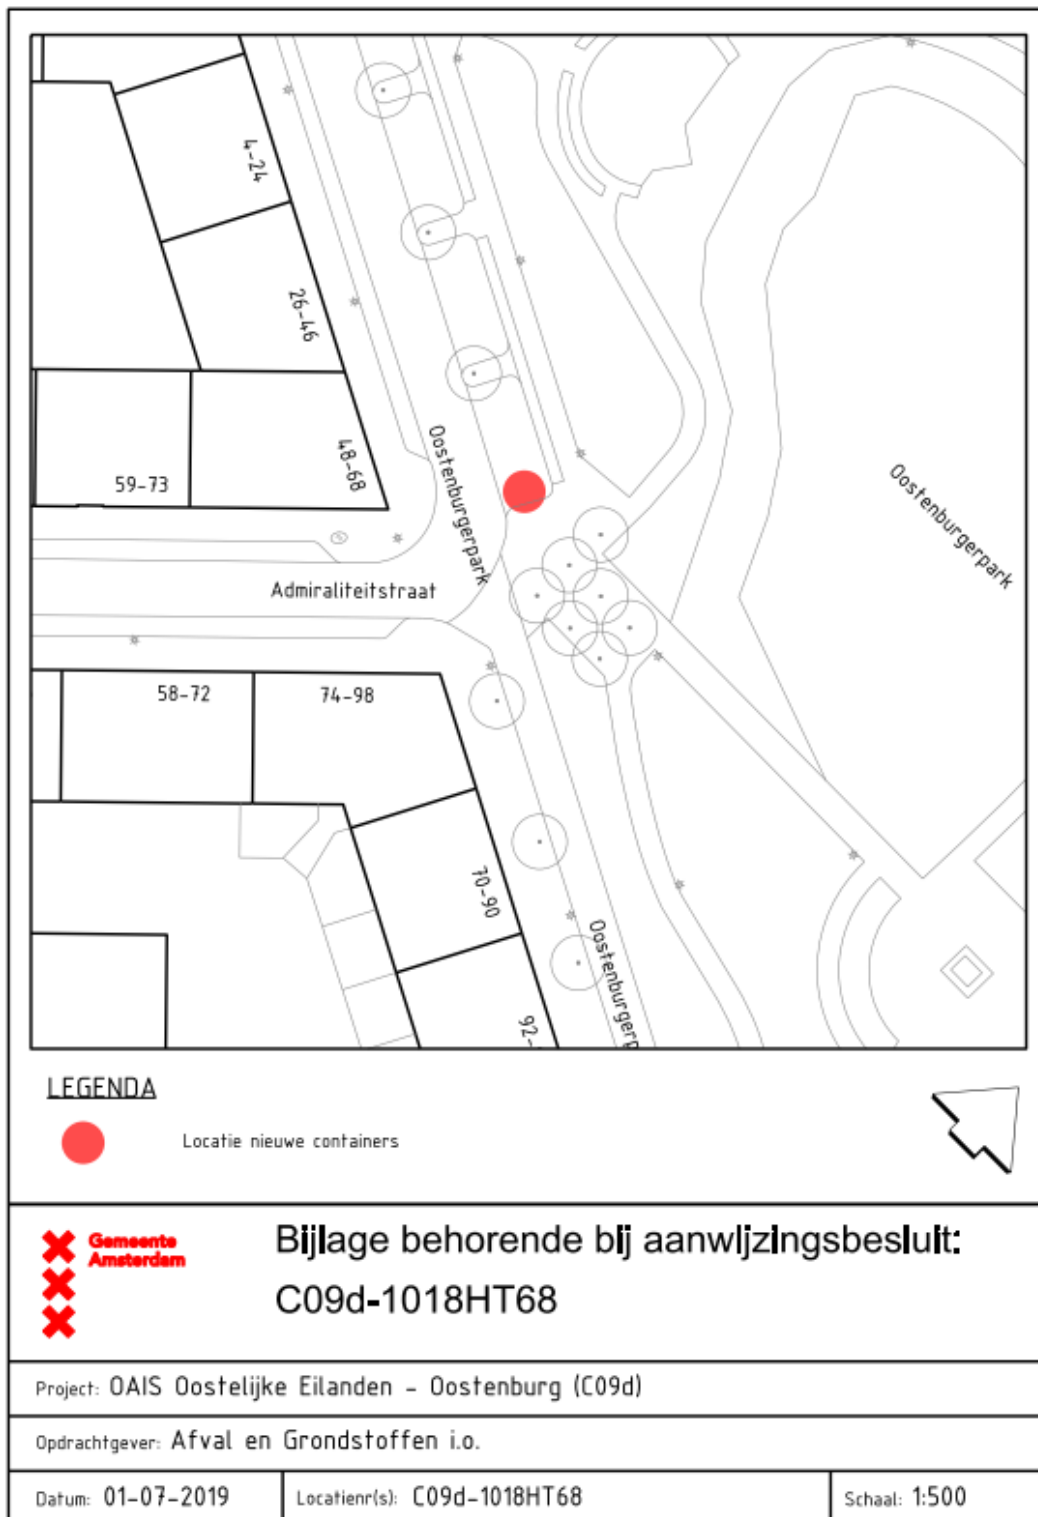 4-24
26-46
48-68
59-73
Oostenburgerpark
Oostenburgerpark
Admiraliteitstraat
58-72
74-98
70-90
Oostenburgerp
92-
LEGENDA
Locatie nieuwe containers
Gemeente
Amsterdam
Bijlage behorende bij aanwijzingsbesluit:
C09d-1018HT68
Project: OAIS Oostelijke Eilanden - Oostenburg (C09d)
Opdrachtgever: Afval en Grondstoffen i.o.
Datum: 01-07-2019
Locatienr(s): C09d-1018HT68
Schaal: 1:500